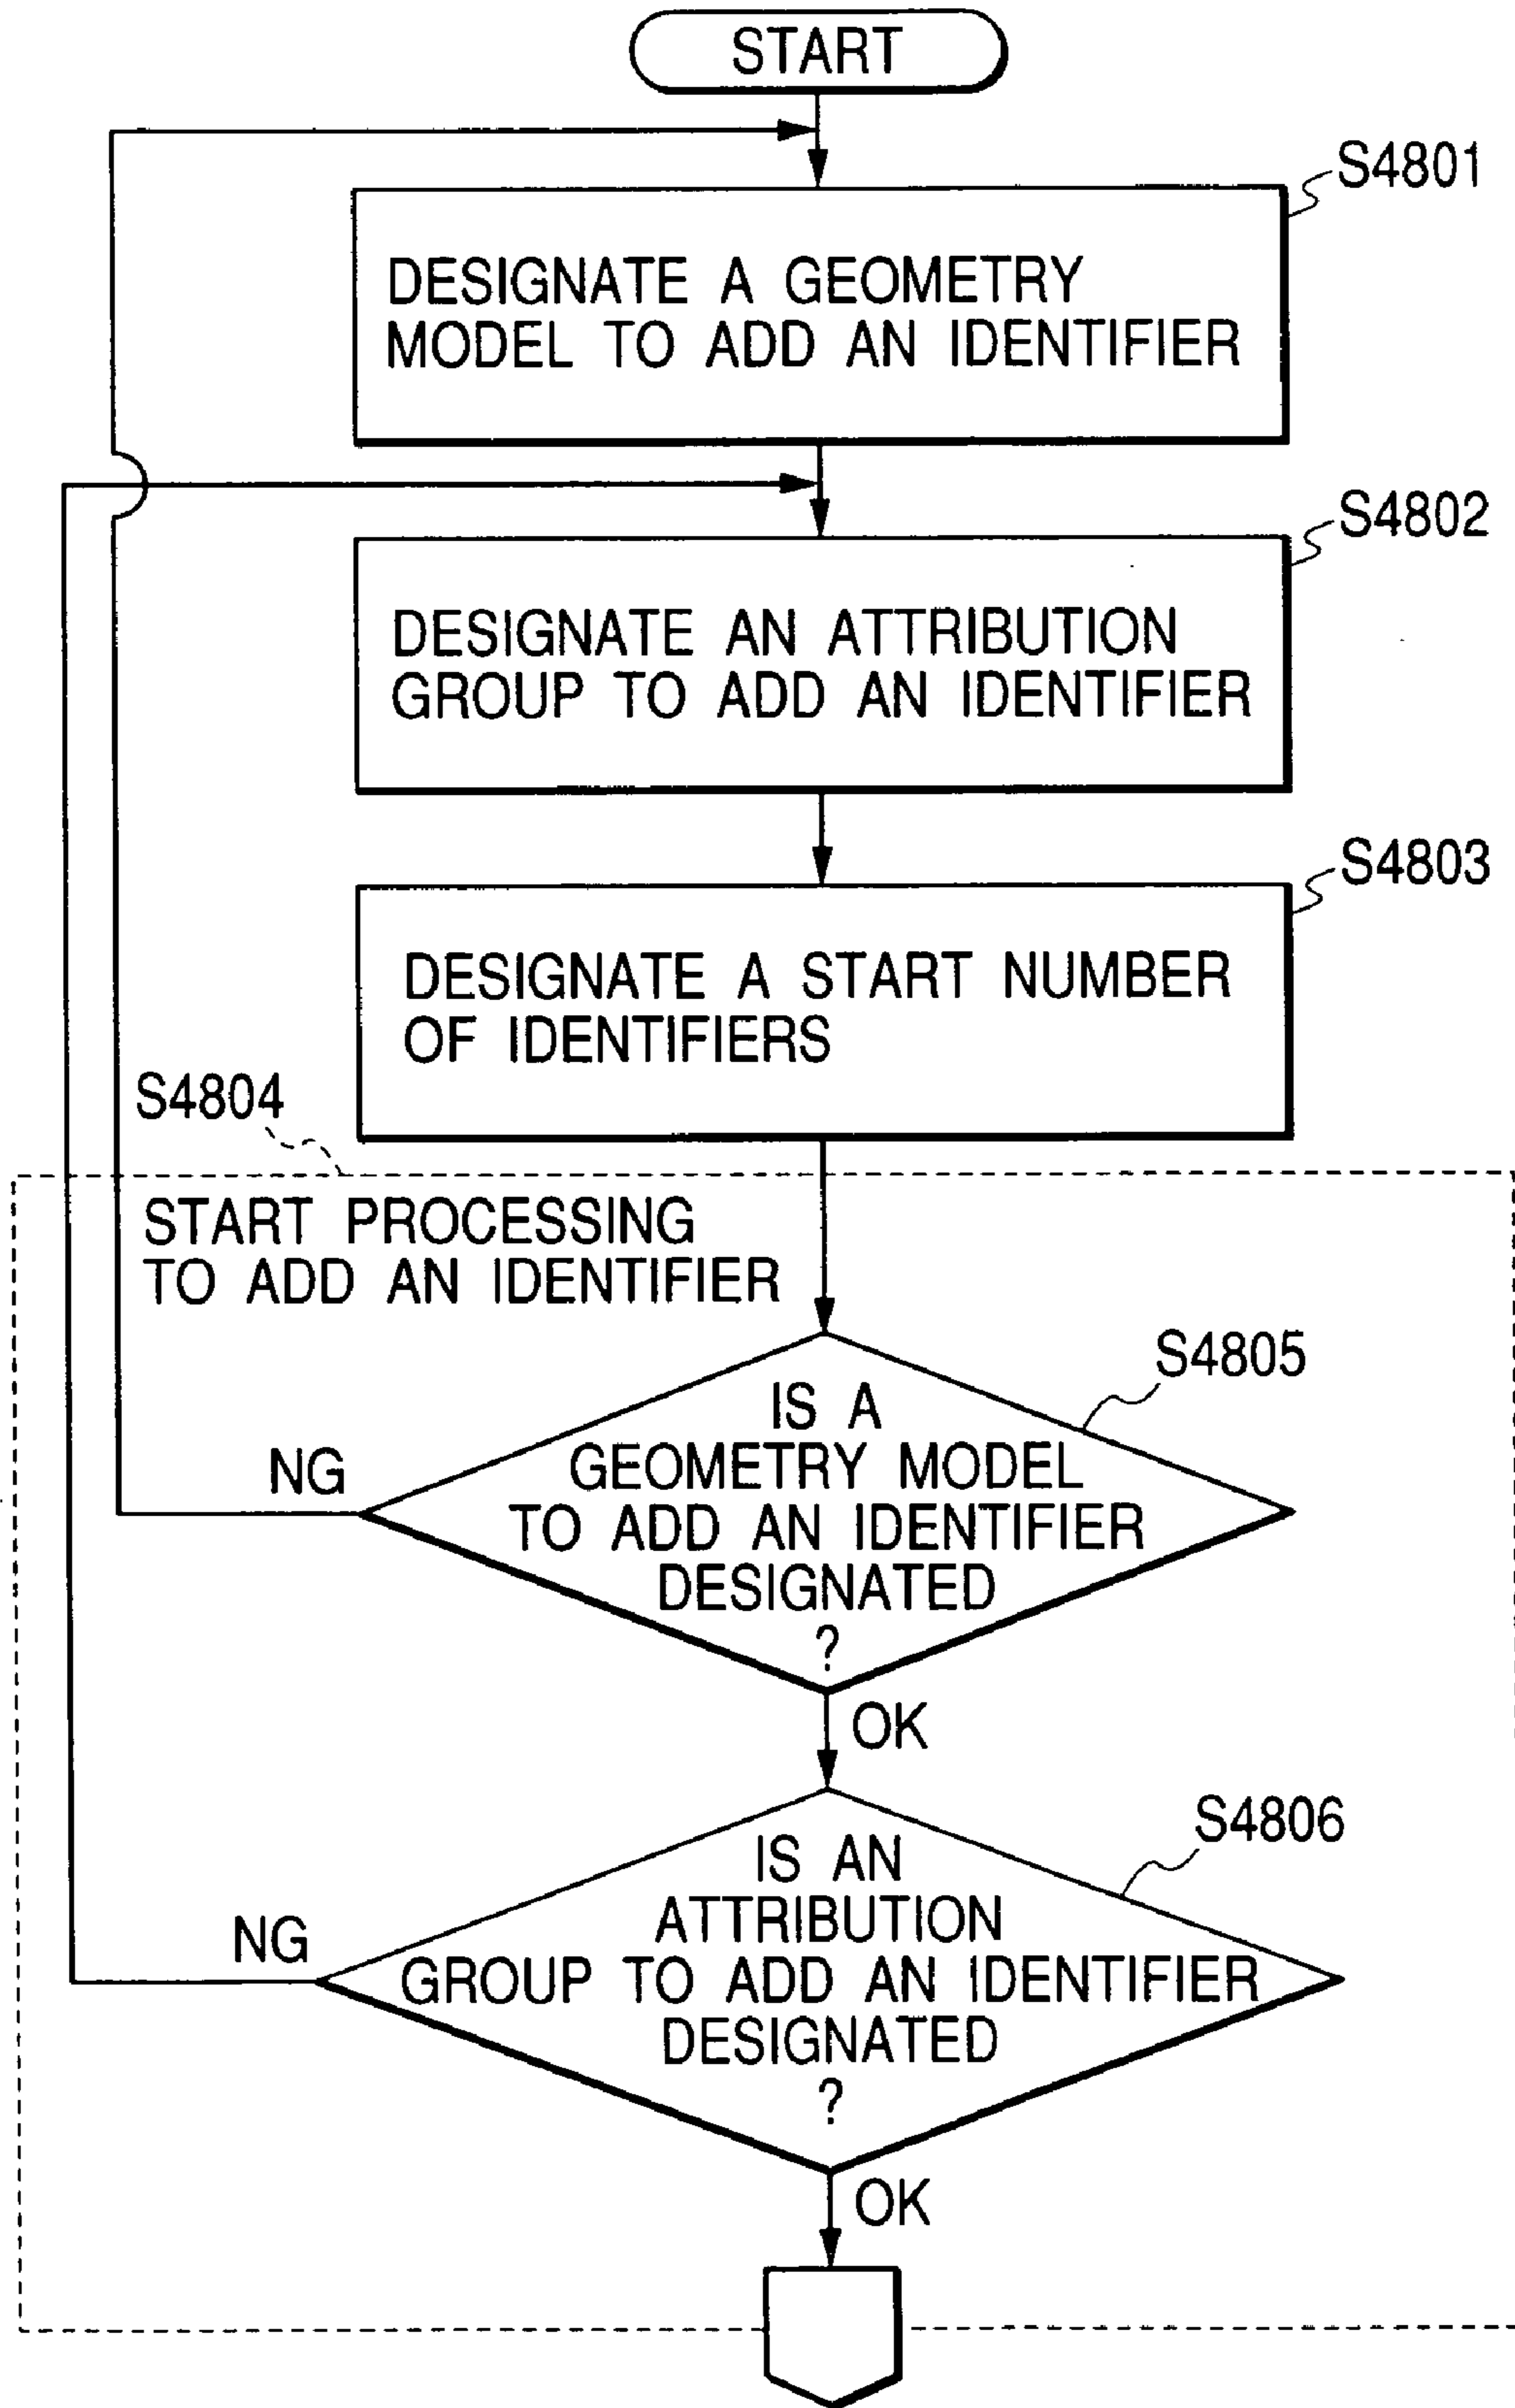 START
S4801
DESIGNATE A GEOMETRY
MODEL TO ADD AN IDENTIFIER
S4802
DESIGNATE AN ATTRIBUTION
GROUP TO ADD AN IDENTIFIER
S4803
DESIGNATE A START NUMBER
OF IDENTIFIERS
S4804
START PROCESSING
TO ADD AN IDENTIFIER
S4805
IS A
GEOMETRY MODEL
TO ADD AN IDENTIFIER
DESIGNATED
?
NG
OK
S4806
IS AN
ATTRIBUTION
GROUP TO ADD AN IDENTIFIER
DESIGNATED
?
NG
OK